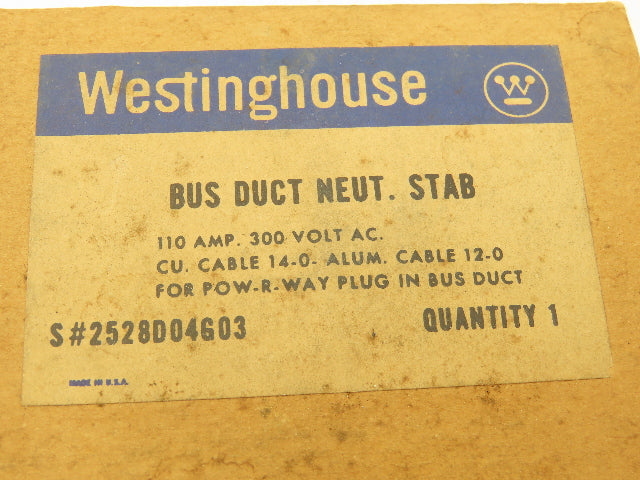 Westinghouse
W
BUS DUCT NEUT. STAB
110 AMP. 300 VOLT AC.
CU. CABLE 14-0- ALUM. CABLE 12-0
FOR POW-R-WAY PLUG IN BUS DUCT
S#2528D04G03 QUANTITY 1
MADE IN U.S.A.